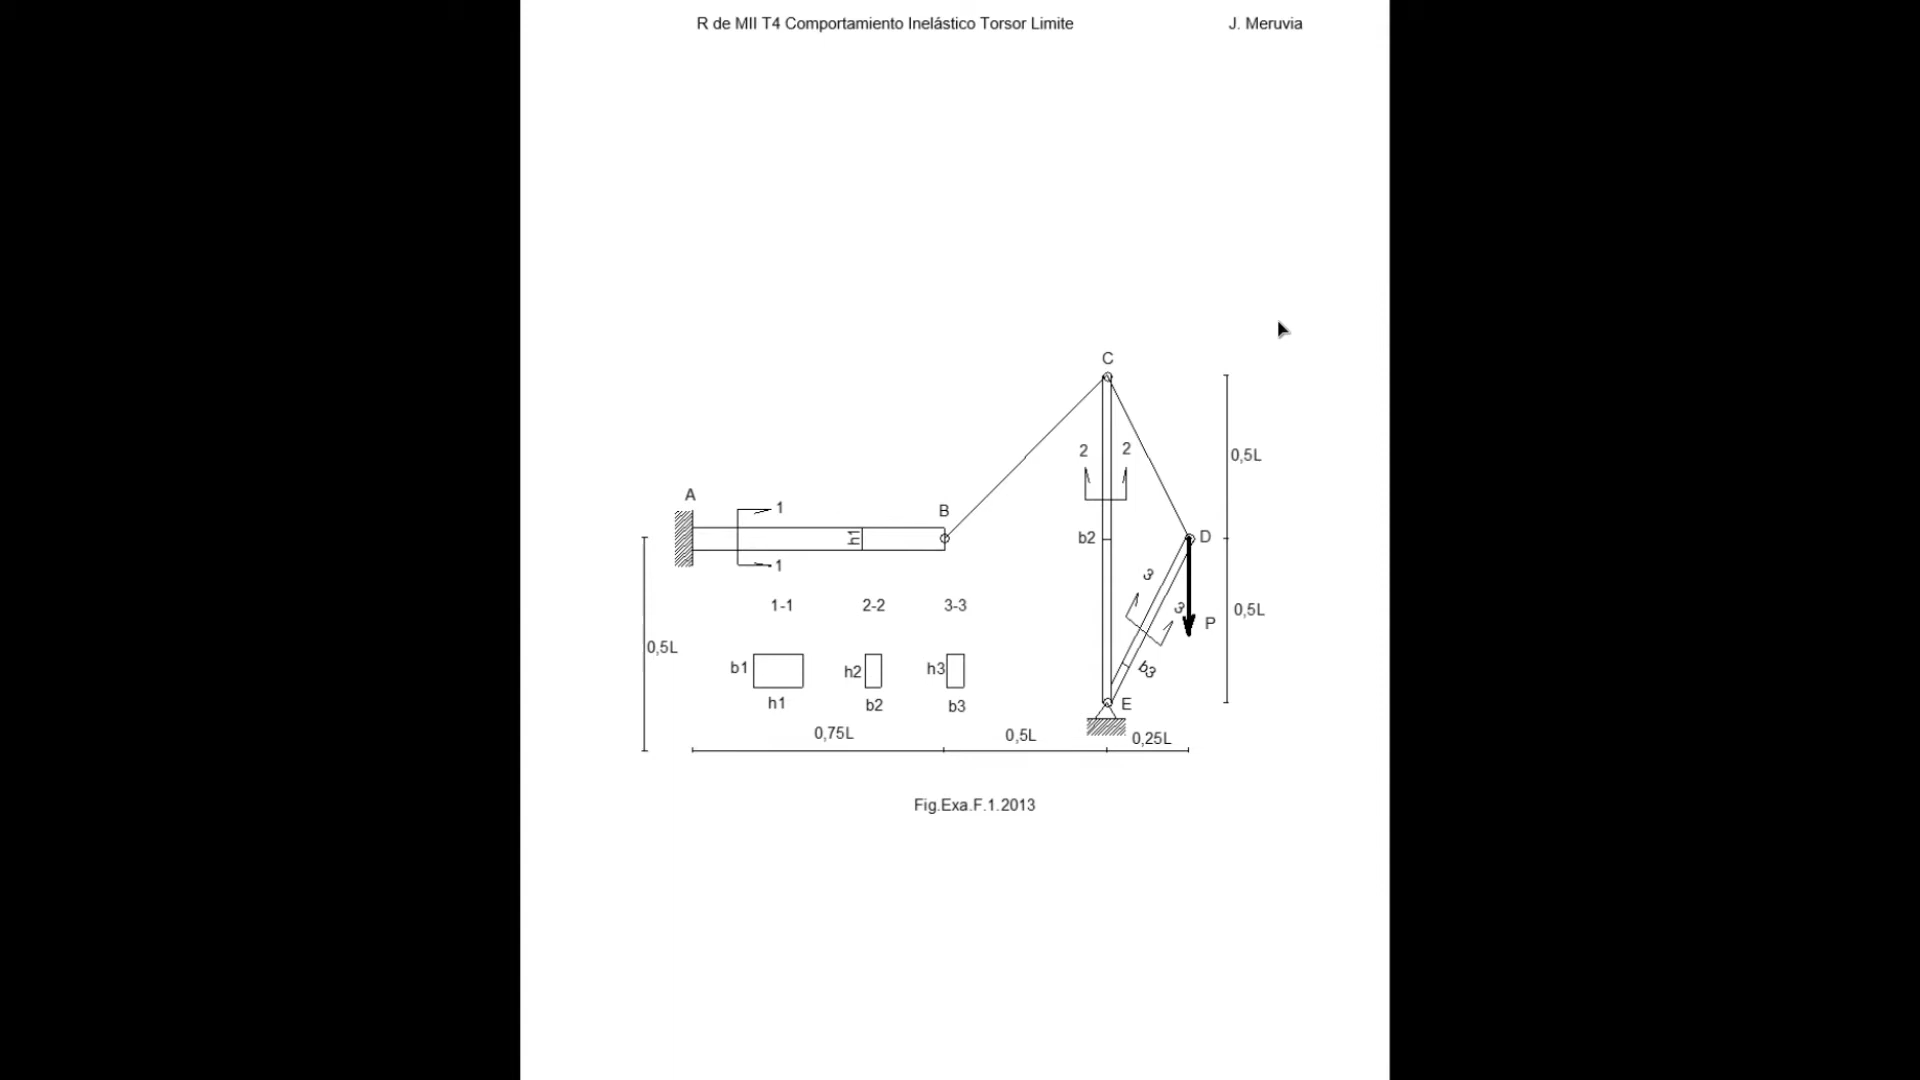 R de MII T4 Comportamiento Inelástico Torsor Limite J. Meruvia
C
0,5L
2 2
A
B
1
h1
b2
D
1
3
1-1 2-2 3-3
3
0,5L
P
0,5L
b1
h2
h3
b3
h1
b2
b3
E
0,75L
0,5L
0,25L
Fig.Exa.F.1.2013